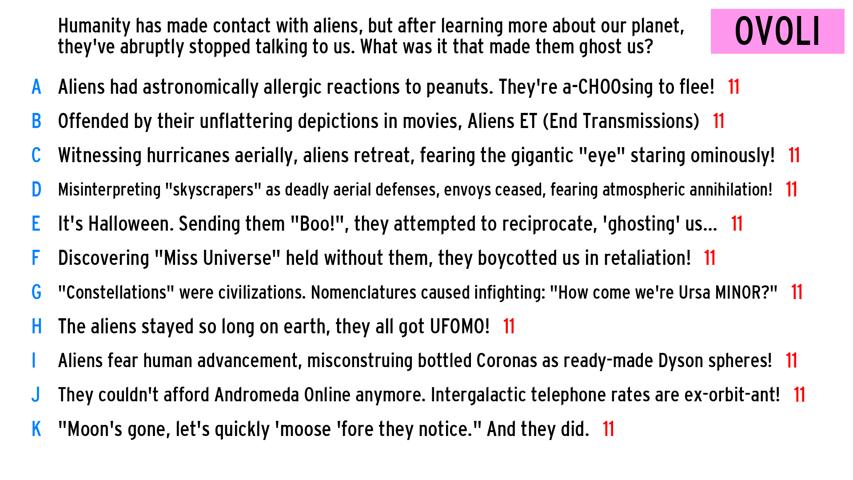 Humanity has made contact with aliens, but after learning more about our planet,
they've abruptly stopped talking to us. What was it that made them ghost us?
OVOLI
A Aliens had astronomically allergic reactions to peanuts. They're a-CHOOsing to flee! 11
B Offended by their unflattering depictions in movies, Aliens ET (End Transmissions) 11
C Witnessing hurricanes aerially, aliens retreat, fearing the gigantic "eye" staring ominously! 11
D Misinterpreting "skyscrapers" as deadly aerial defenses, envoys ceased, fearing atmospheric annihilation! 11
E It's Halloween. Sending them "Boo!", they attempted to reciprocate, 'ghosting' us... 11
F Discovering "Miss Universe" held without them, they boycotted us in retaliation! 11
G "Constellations" were civilizations. Nomenclatures caused infighting: "How come we're Ursa MINOR?" 11
H The aliens stayed so long on earth, they all got UFOMO! 11
I Aliens fear human advancement, misconstruing bottled Coronas as ready-made Dyson spheres! 11
J They couldn't afford Andromeda Online anymore. Intergalactic telephone rates are ex-orbit-ant! 11
K "Moon's gone, let's quickly 'moose 'fore they notice." And they did. 11